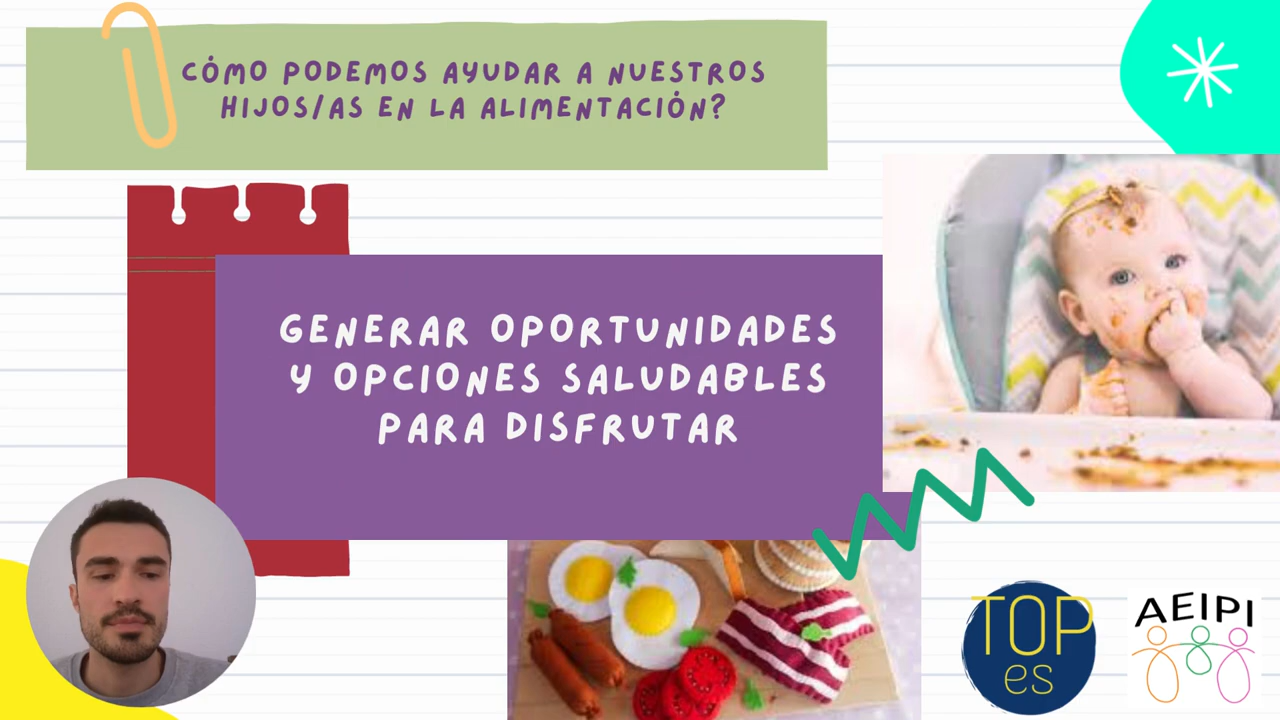 CÓMO PODEMOS AYUDAR A NUESTROS
HIJOS/AS EN LA ALIMENTACIÓN?
GENERAR OPORTUNIDADES
Y OPCIONES SALUDABLES
PARA DISFRUTAR
TOP
es
AEIPI